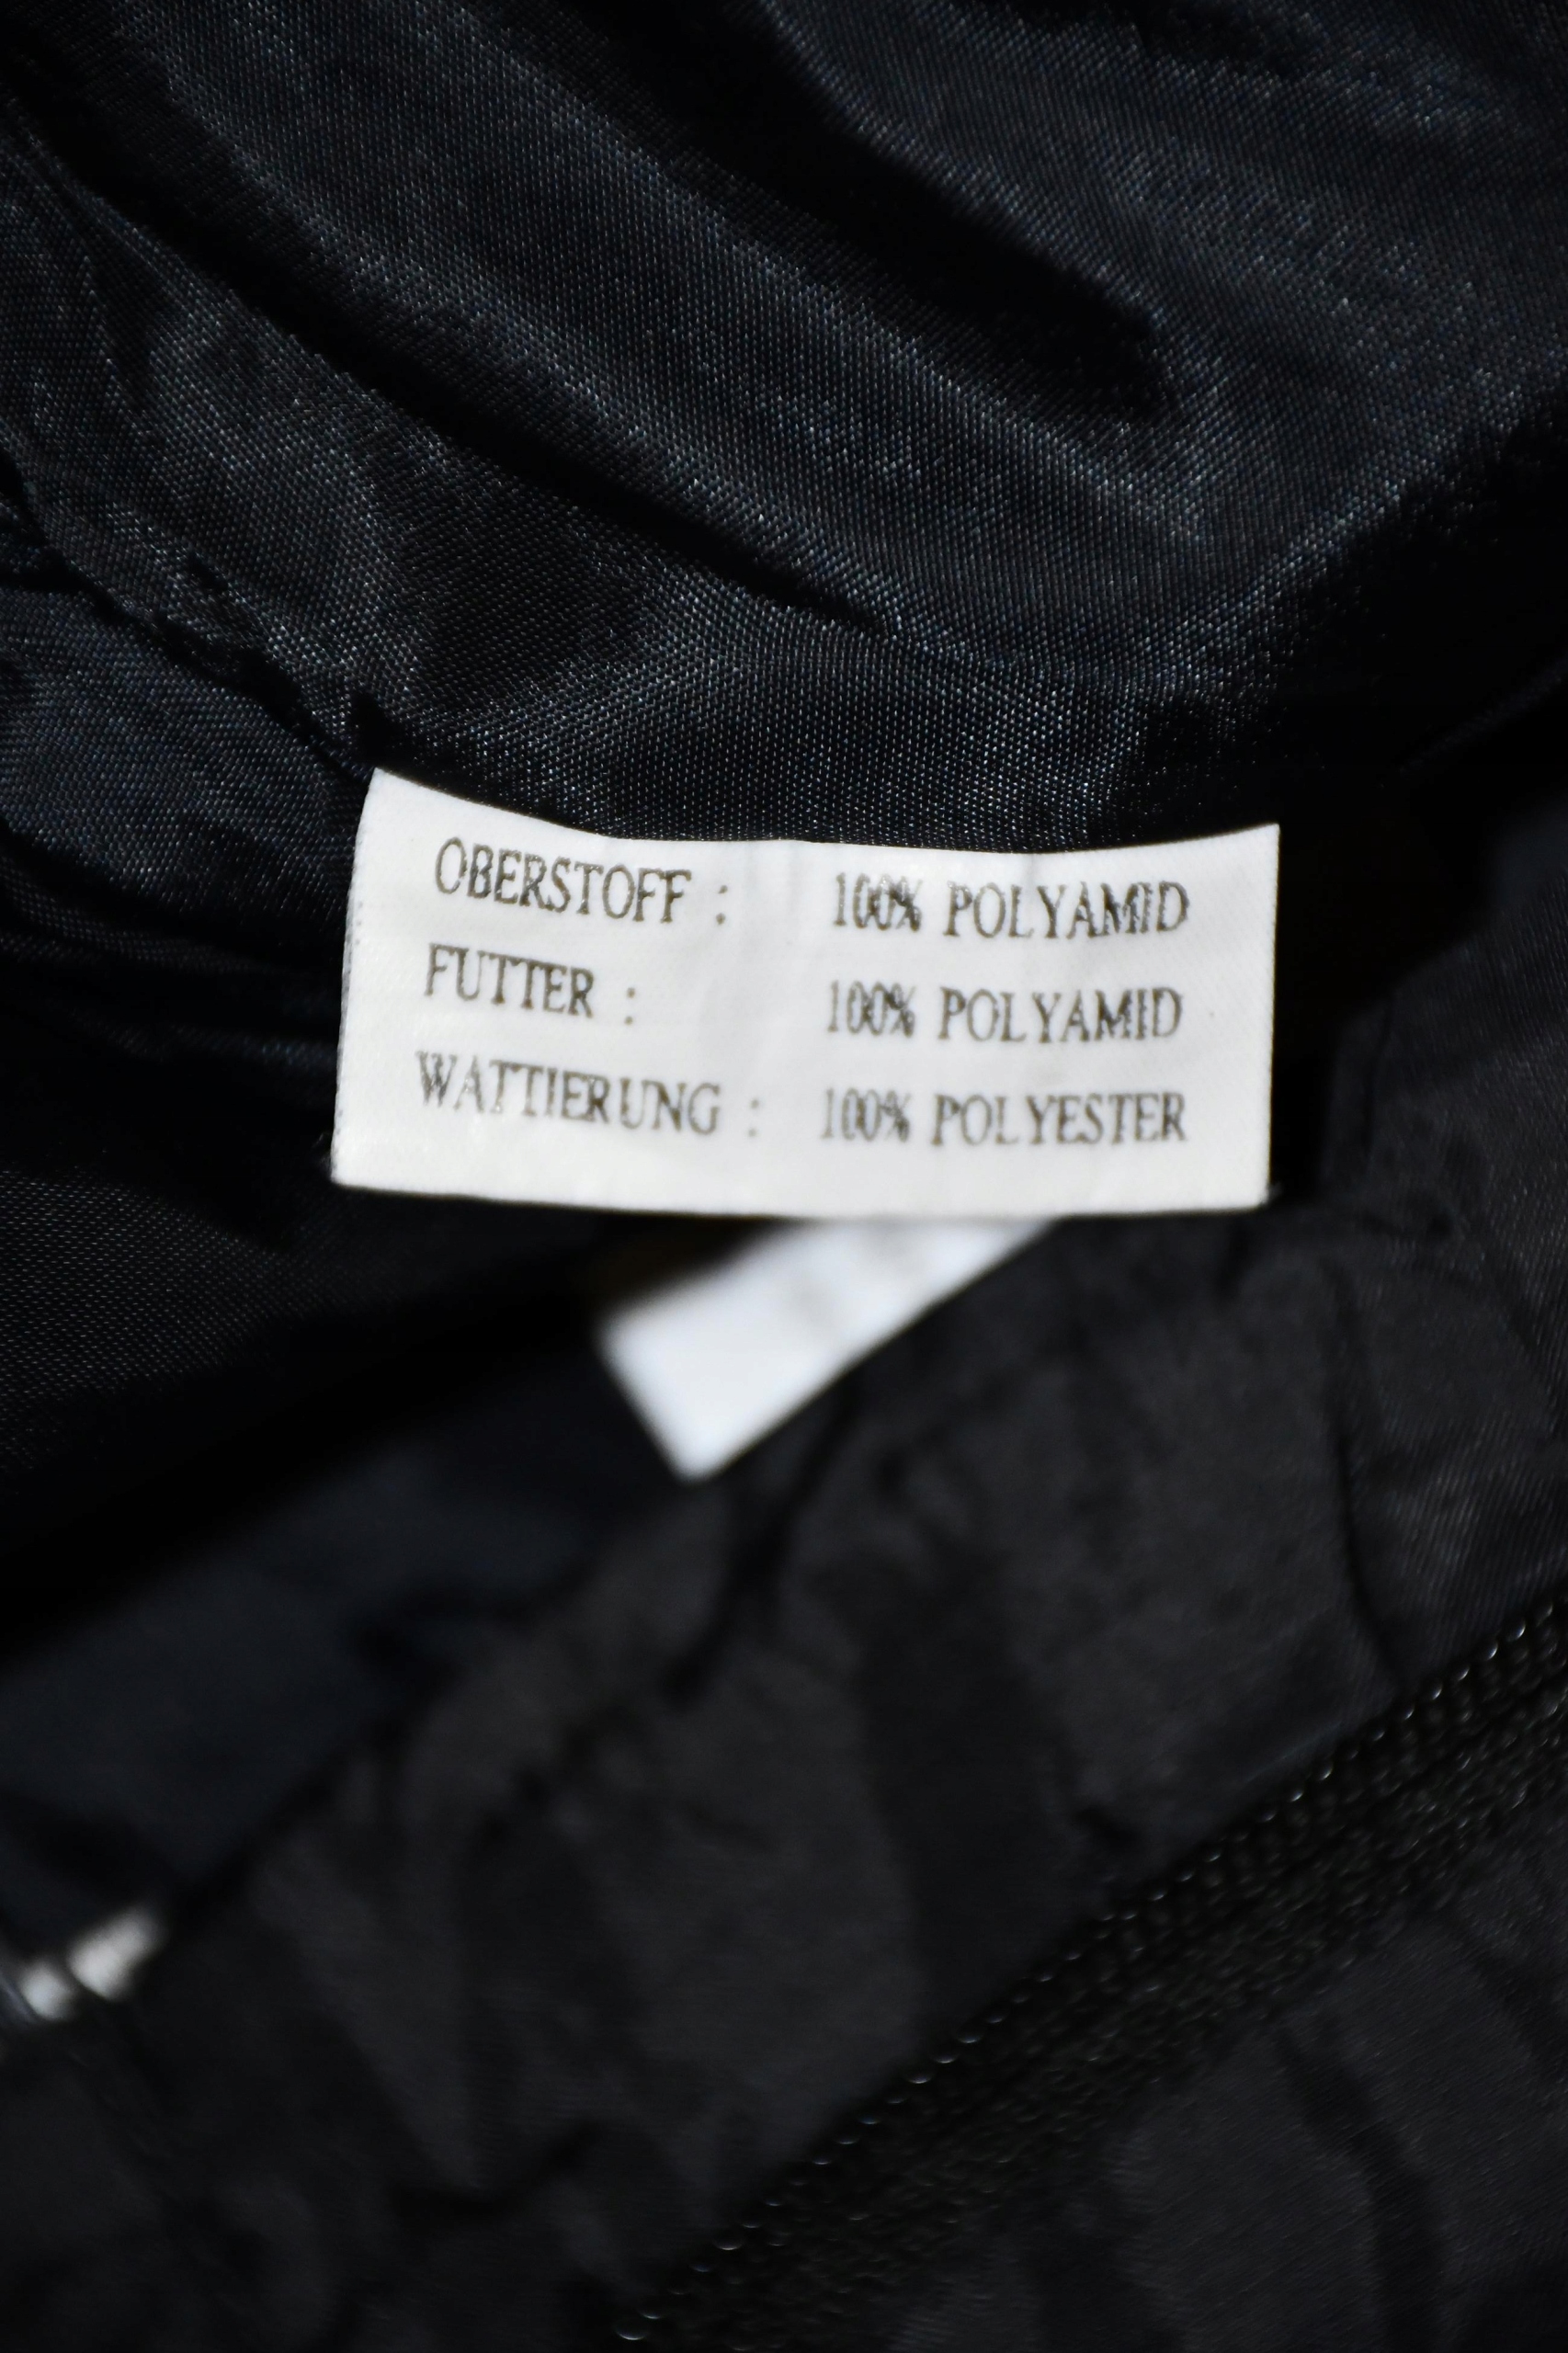 OBERSTOFF : 100% POLYAMID
FUTTER : 100% POLYAMID
WATTIERUNG : 100% POLYESTER